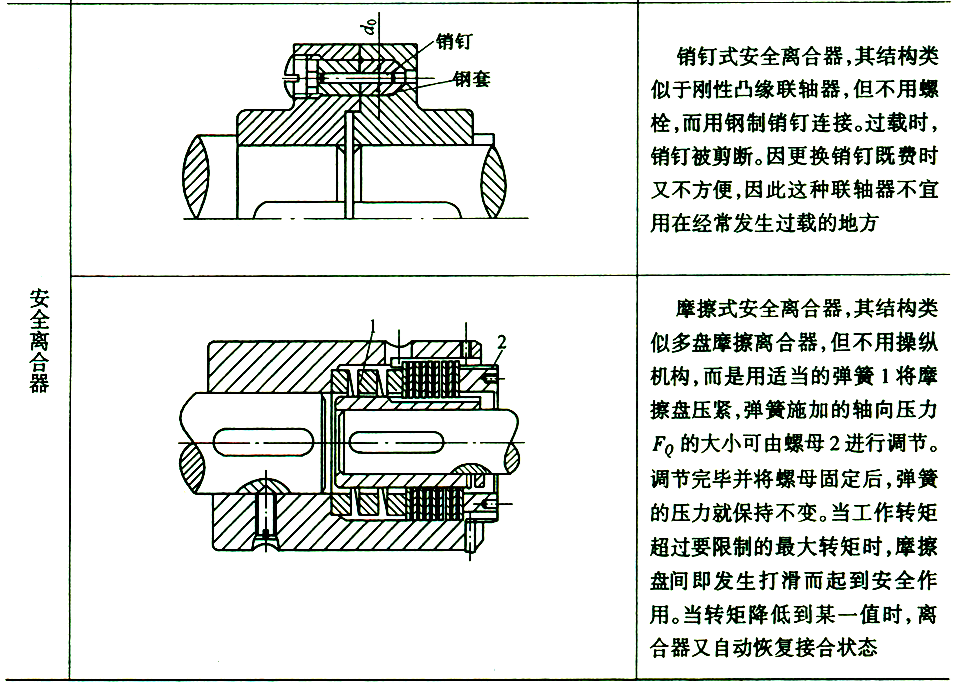 安全离合器
d₀
销钉
钢套
销钉式安全离合器，其结构类
似于刚性凸缘联轴器，但不用螺
栓，而用钢制销钉连接。过载时，
销钉被剪断。因更换销钉既费时
又不方便，因此这种联轴器不宜
用在经常发生过载的地方
1
2
摩擦式安全离合器，其结构类
似多盘摩擦离合器，但不用操纵
机构，而是用适当的弹簧1将摩
擦盘压紧，弹簧施加的轴向压力
F_Q 的大小可由螺母2进行调节。
调节完毕并将螺母固定后，弹簧
的压力就保持不变。当工作转矩
超过要限制的最大转矩时，摩擦
盘间即发生打滑而起到安全作
用。当转矩降低到某一值时，离
合器又自动恢复接合状态